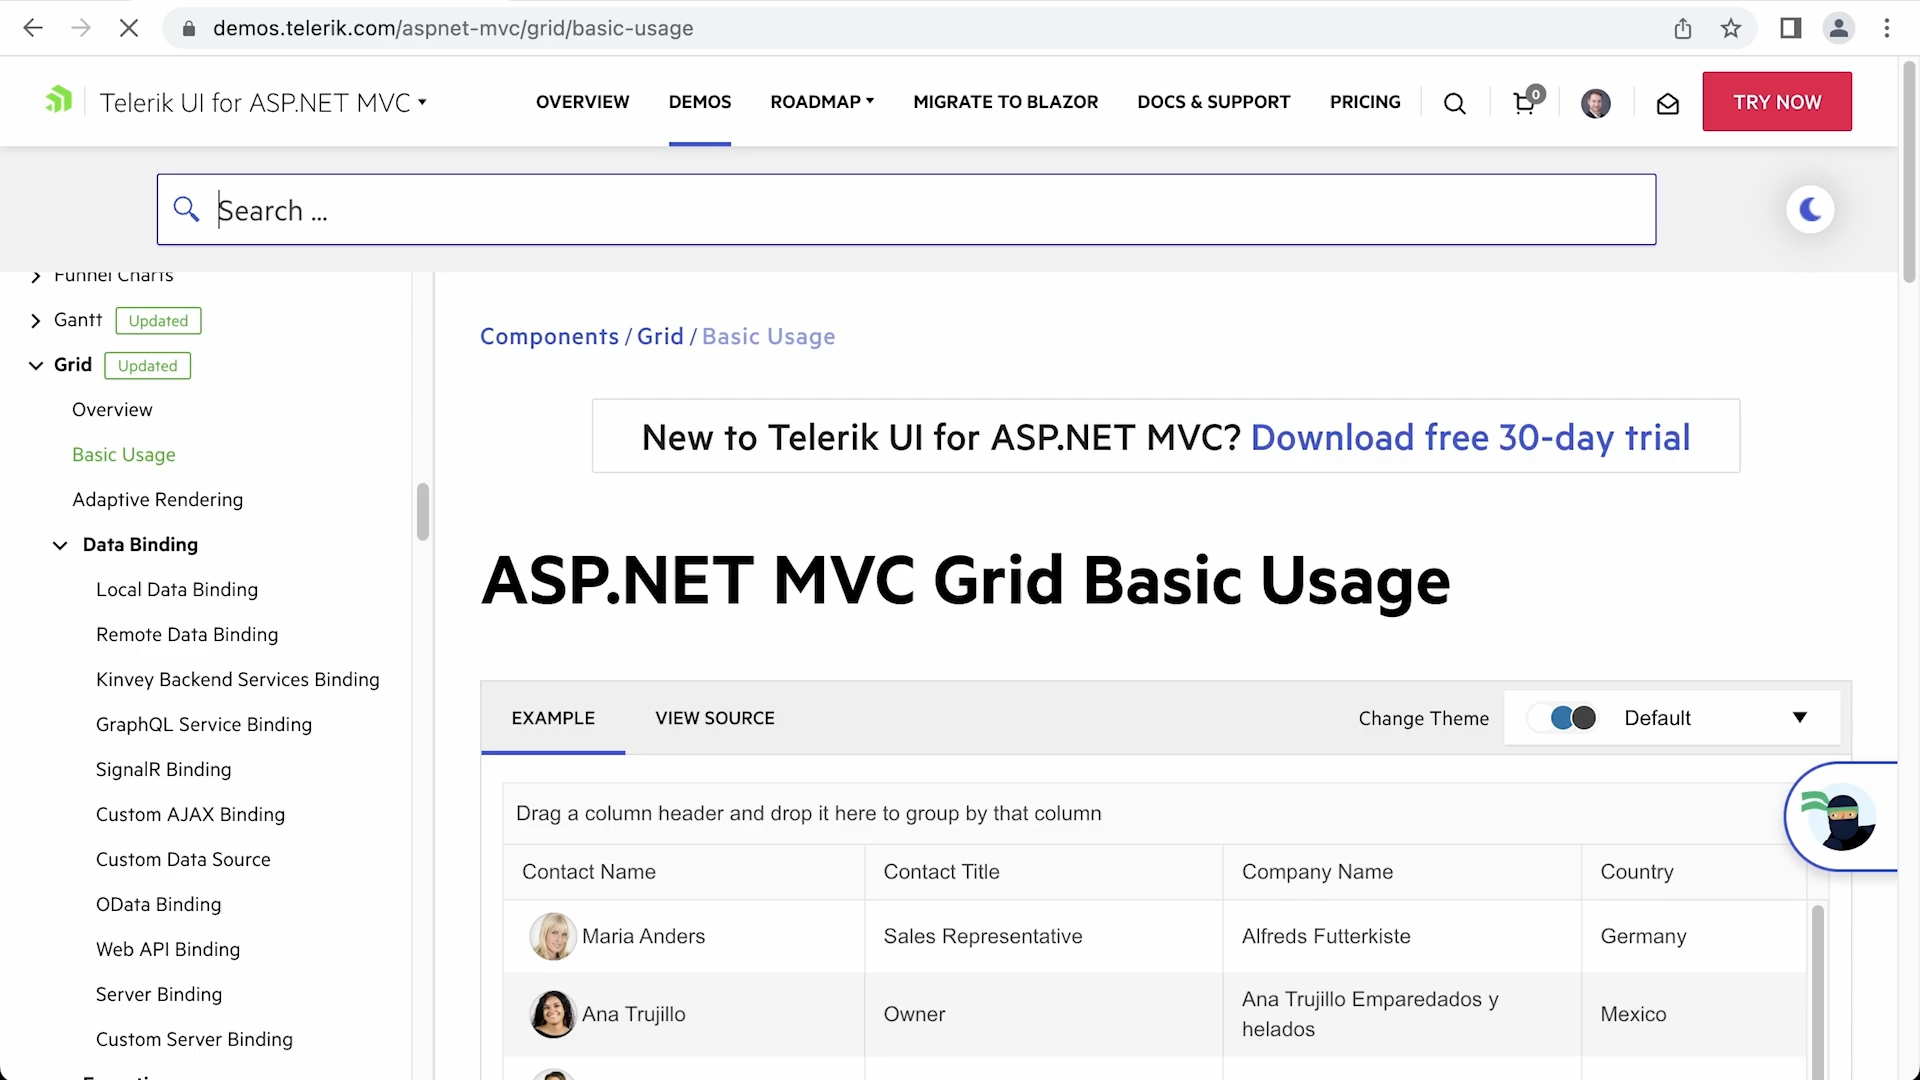 demos.telerik.com/aspnet-mvc/grid/basic-usage
Telerik UI for ASP.NET MVC
OVERVIEW
DEMOS
ROADMAP
MIGRATE TO BLAZOR
DOCS & SUPPORT
PRICING
0
TRY NOW
Search ...
Funnel Charts
Gantt Updated
Grid Updated
Overview
Basic Usage
Adaptive Rendering
Data Binding
Local Data Binding
Remote Data Binding
Kinvey Backend Services Binding
GraphQL Service Binding
SignalR Binding
Custom AJAX Binding
Custom Data Source
OData Binding
Web API Binding
Server Binding
Custom Server Binding
Components / Grid / Basic Usage
New to Telerik UI for ASP.NET MVC? Download free 30-day trial
ASP.NET MVC Grid Basic Usage
EXAMPLE
VIEW SOURCE
Change Theme
Default
Drag a column header and drop it here to group by that column
Contact Name
Contact Title
Company Name
Country
Maria Anders
Sales Representative
Alfreds Futterkiste
Germany
Ana Trujillo
Owner
Ana Trujillo Emparedados y
helados
Mexico